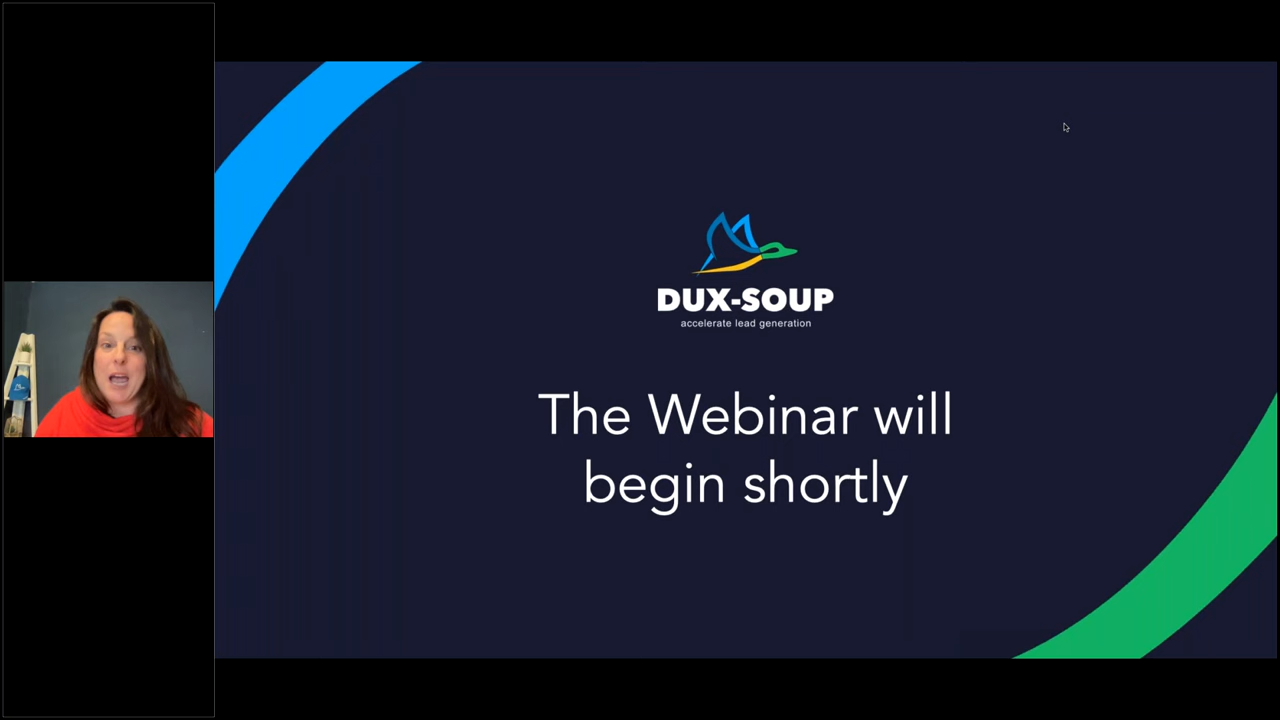 DUX-SOUP
accelerate lead generation
The Webinar will
begin shortly